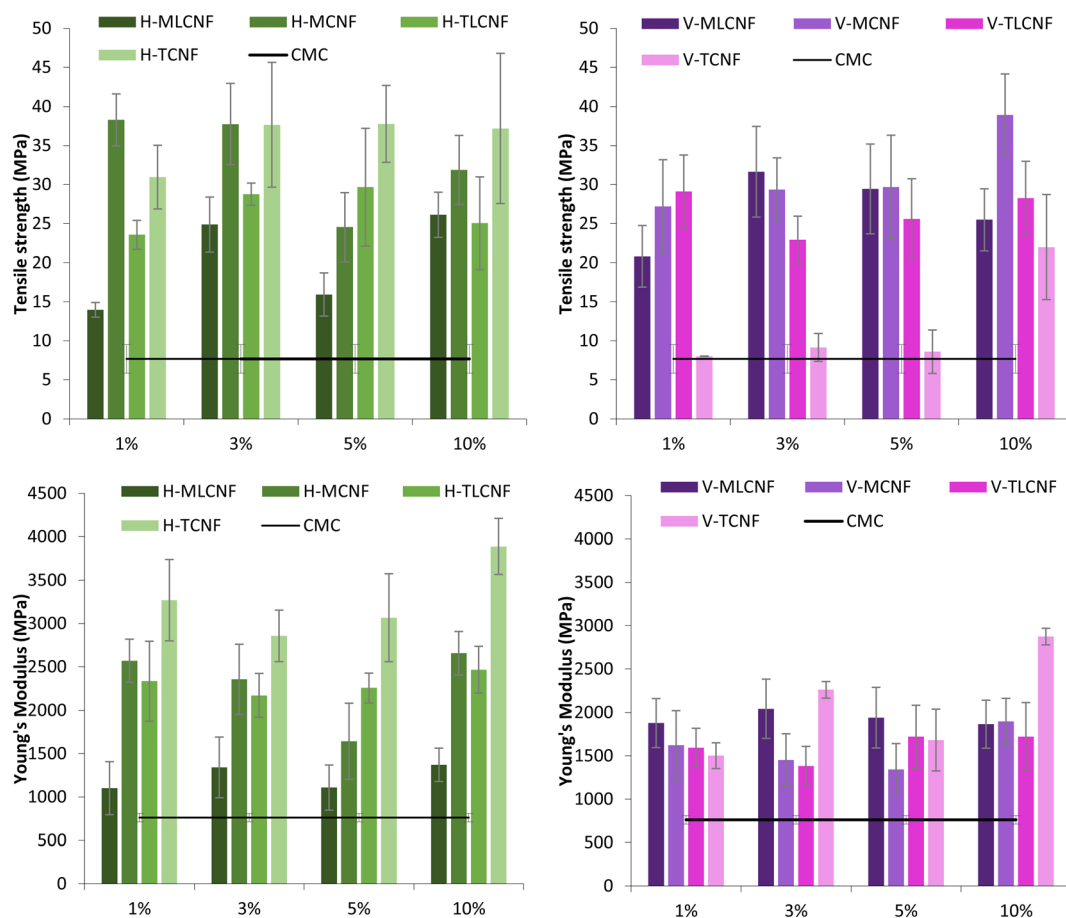 H-MLCNF H-MCNF H-TLCNF
H-TCNF CMC
Tensile strength (MPa)
50
45
40
35
30
25
20
15
10
5
0
1% 3% 5% 10%
V-MLCNF V-MCNF V-TLCNF
V-TCNF CMC
Tensile strength (MPa)
50
45
40
35
30
25
20
15
10
5
0
1% 3% 5% 10%
H-MLCNF H-MCNF H-TLCNF
H-TCNF CMC
Young's Modulus (MPa)
4500
4000
3500
3000
2500
2000
1500
1000
500
0
1% 3% 5% 10%
V-MLCNF V-MCNF V-TLCNF
V-TCNF CMC
Young's Modulus (MPa)
4500
4000
3500
3000
2500
2000
1500
1000
500
0
1% 3% 5% 10%